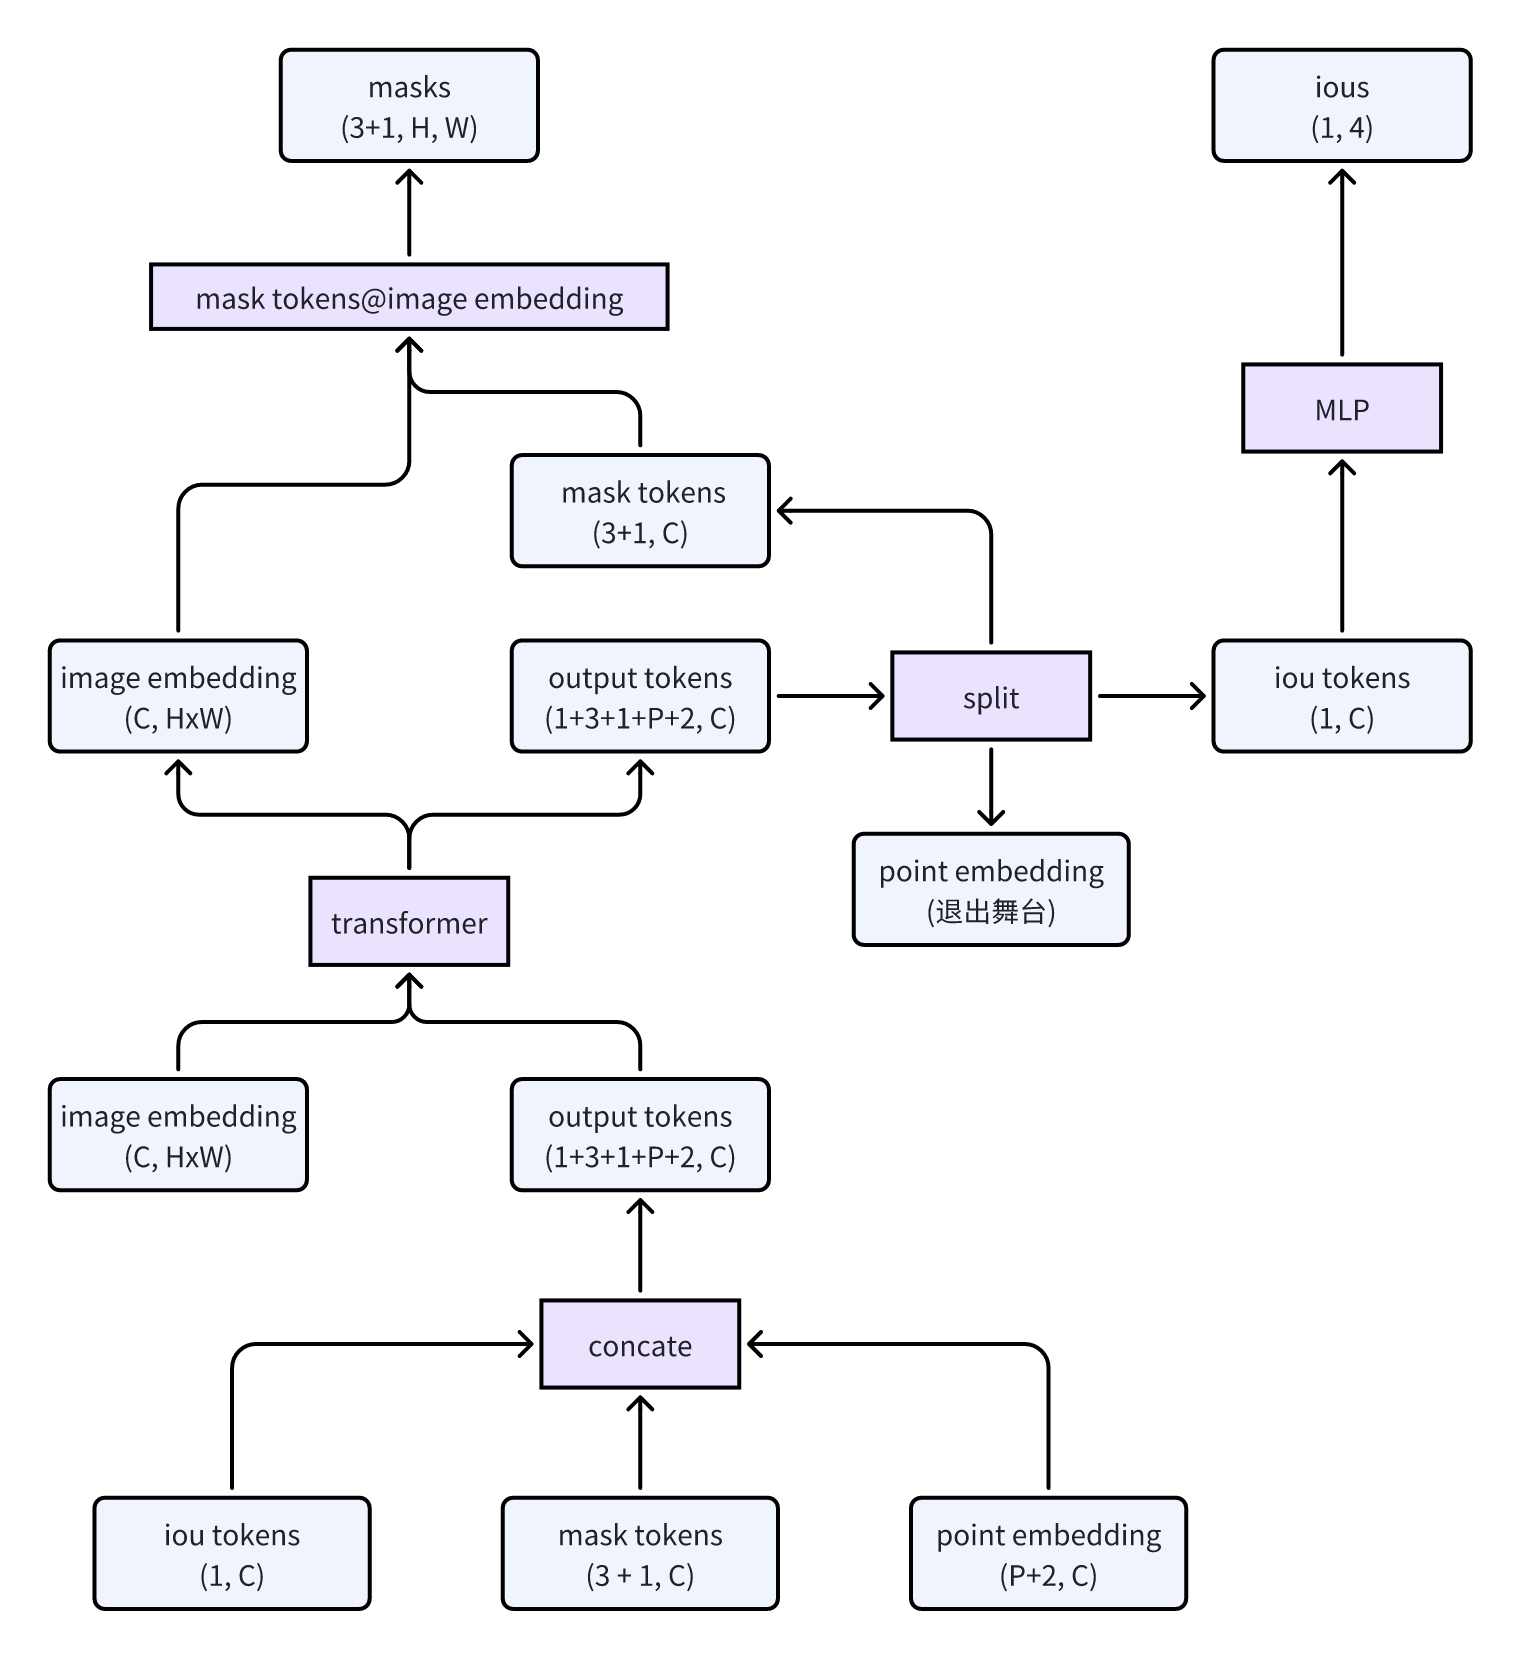 masks
(3+1, H, W)
ious
(1, 4)
mask tokens@image embedding
MLP
mask tokens
(3+1, C)
image embedding
(C, HxW)
output tokens
(1+3+1+P+2, C)
split
iou tokens
(1, C)
point embedding
(退出舞台)
transformer
image embedding
(C, HxW)
output tokens
(1+3+1+P+2, C)
concate
iou tokens
(1, C)
mask tokens
(3 + 1, C)
point embedding
(P+2, C)